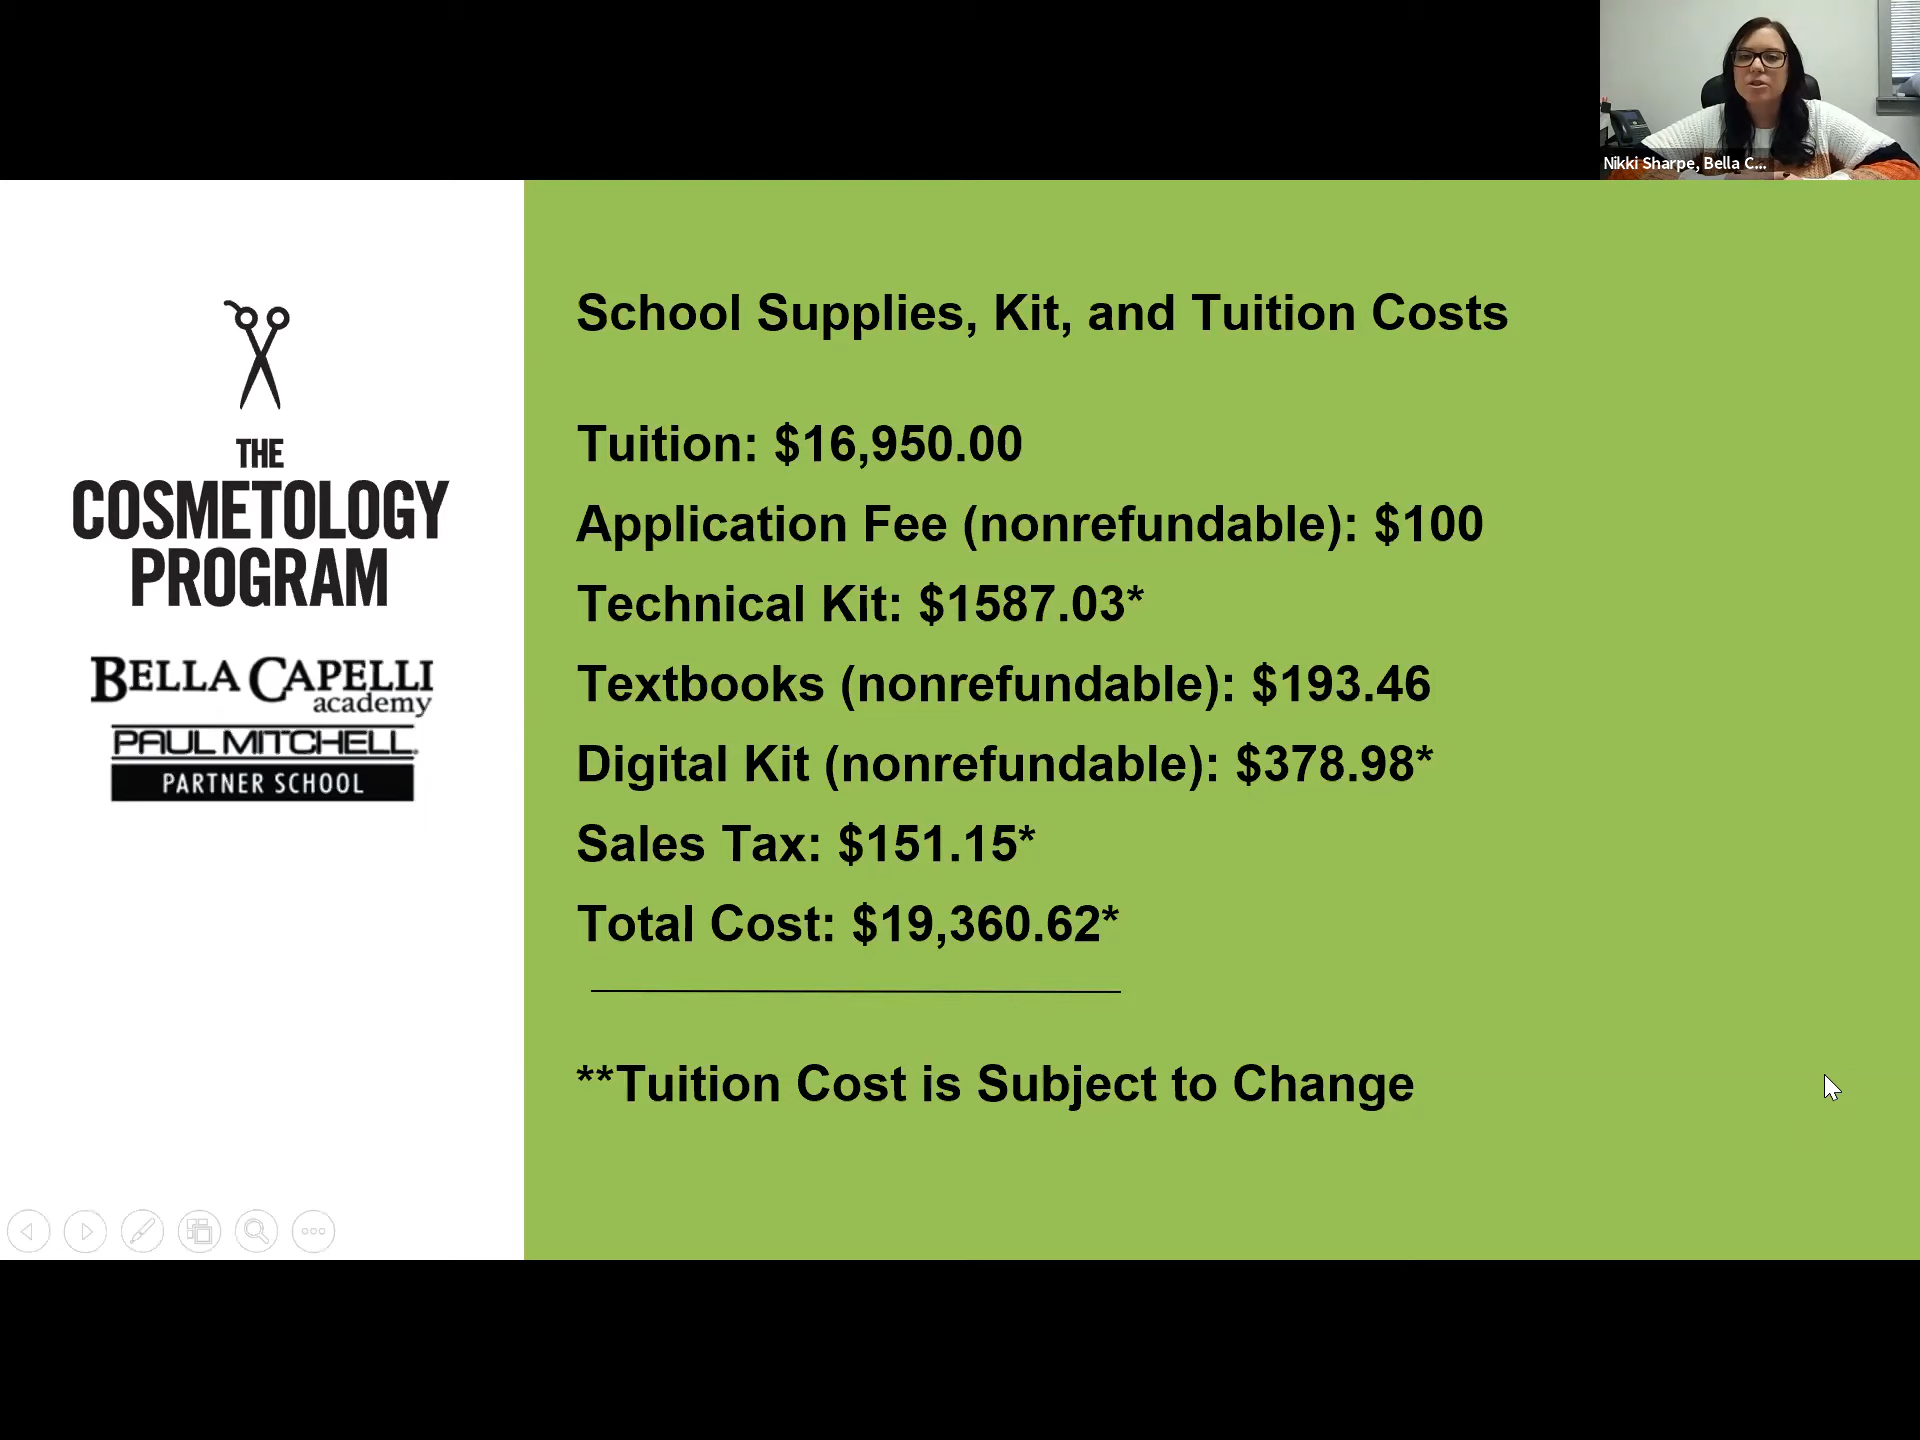 Nikki Sharpe, Bella C...
School Supplies, Kit, and Tuition Costs
Tuition: $16,950.00
Application Fee (nonrefundable): $100
Technical Kit: $1587.03*
Textbooks (nonrefundable): $193.46
Digital Kit (nonrefundable): $378.98*
Sales Tax: $151.15*
Total Cost: $19,360.62*
**Tuition Cost is Subject to Change
THE
COSMETOLOGY
PROGRAM
BELLA CAPELLI
academy
PAUL MITCHELL®
PARTNER SCHOOL